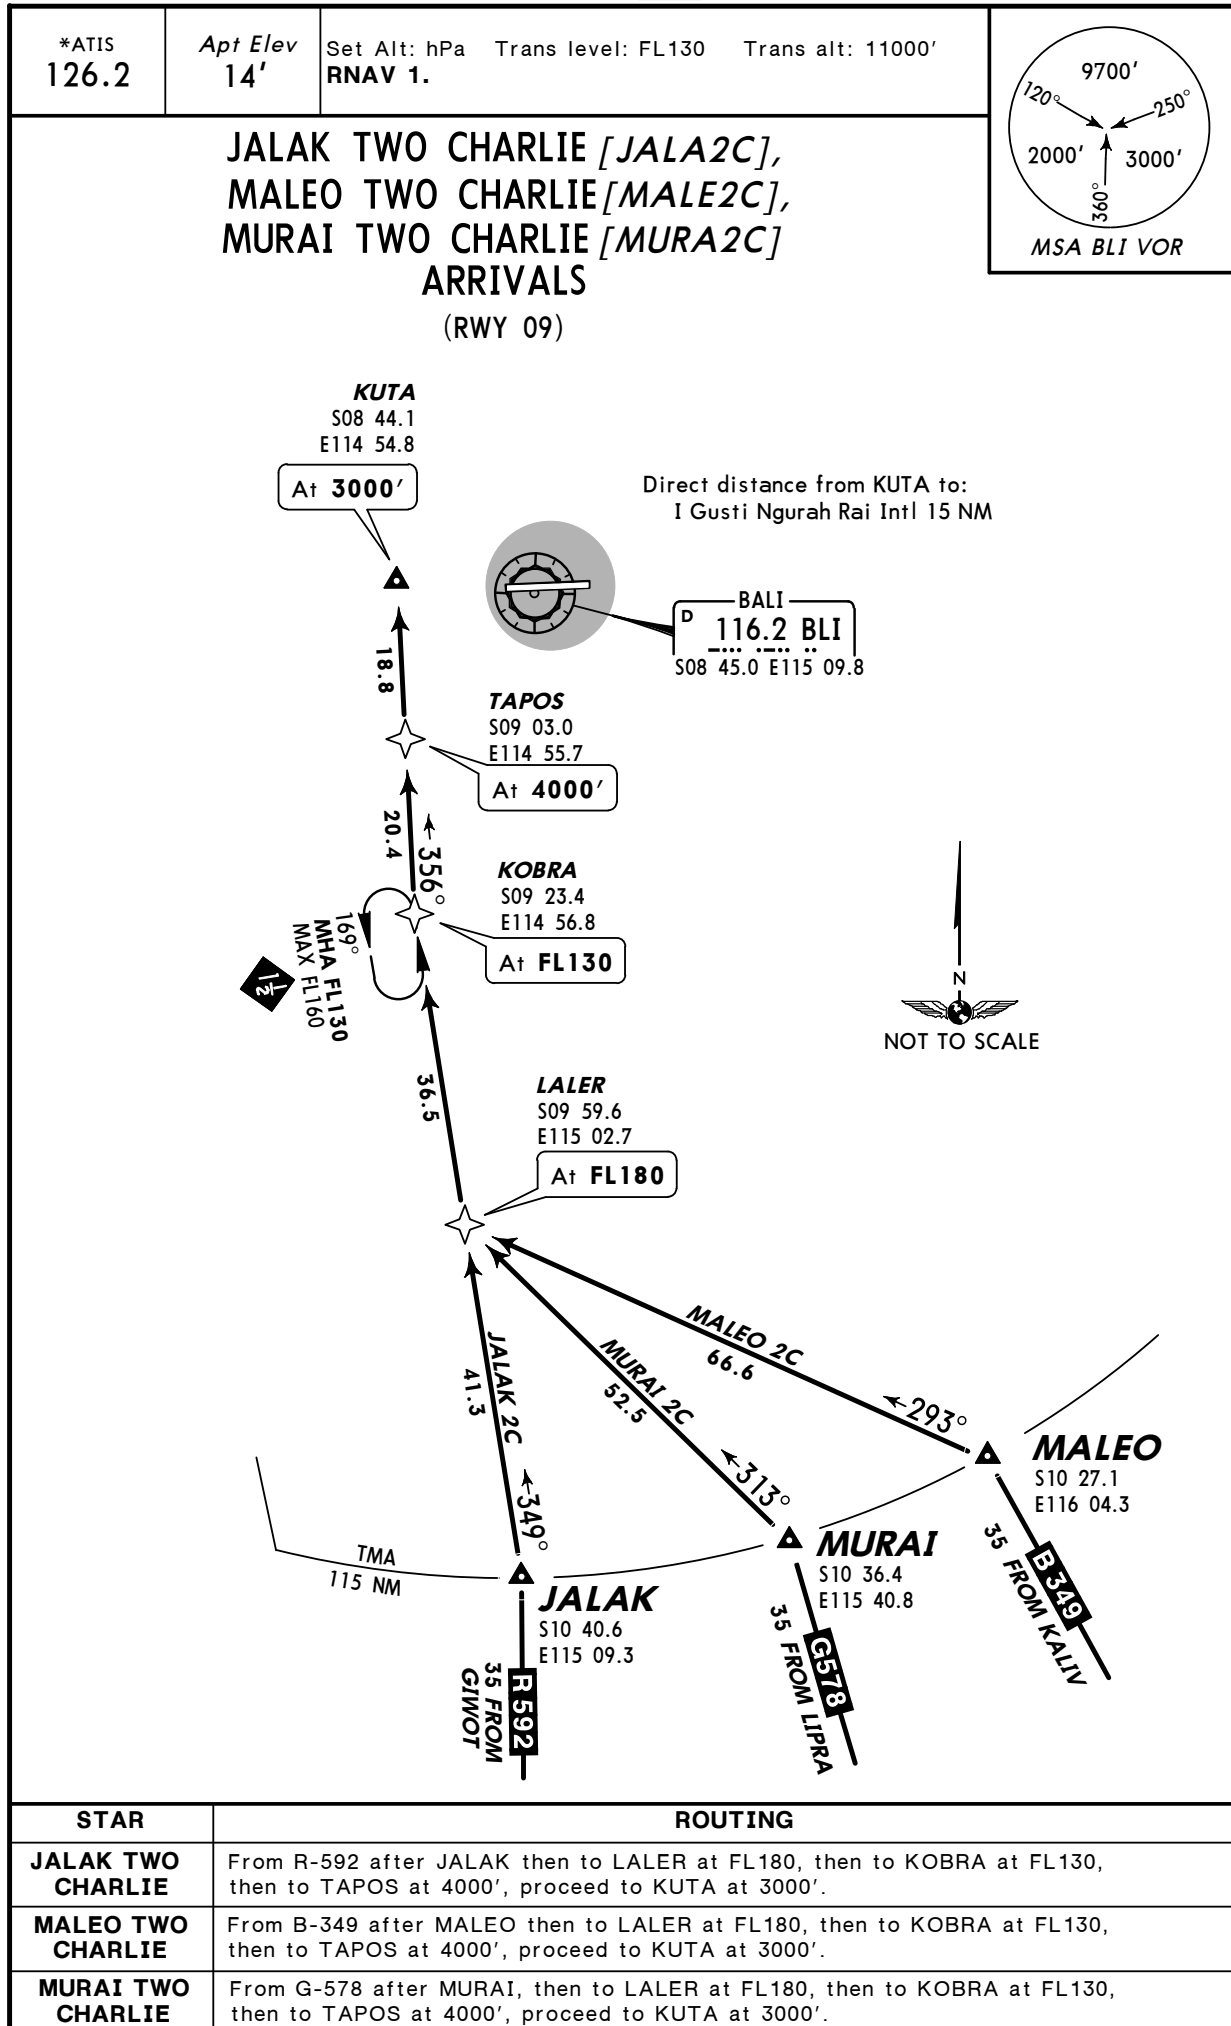 *ATIS
126.2
Apt Elev
14'
Set Alt: hPa Trans level: FL130 Trans alt: 11000'
RNAV 1.
9700'
120°
250°
2000'
3000'
360°
MSA BLI VOR
JALAK TWO CHARLIE [JALA2C],
MALEO TWO CHARLIE [MALE2C],
MURAI TWO CHARLIE [MURA2C]
ARRIVALS
(RWY 09)
KUTA
S08 44.1
E114 54.8
At 3000'
Direct distance from KUTA to:
I Gusti Ngurah Rai Intl 15 NM
BALI
D 116.2 BLI
S08 45.0 E115 09.8
18.8
TAPOS
S09 03.0
E114 55.7
At 4000'
20.4
356°
KOBRA
S09 23.4
E114 56.8
At FL130
169°
MHA FL130
MAX FL160
1 1/2
N
NOT TO SCALE
36.5
LALER
S09 59.6
E115 02.7
At FL180
MALEO 2C
66.6
MURAI 2C
52.5
JALAK 2C
41.3
293°
313°
349°
MALEO
S10 27.1
E116 04.3
MURAI
S10 36.4
E115 40.8
TMA
115 NM
JALAK
S10 40.6
E115 09.3
B 349
35 FROM KALIV
G578
35 FROM LIPRA
R 592
35 FROM
GIWOT
STAR ROUTING
JALAK TWO
CHARLIE
From R-592 after JALAK then to LALER at FL180, then to KOBRA at FL130,
then to TAPOS at 4000', proceed to KUTA at 3000'.
MALEO TWO
CHARLIE
From B-349 after MALEO then to LALER at FL180, then to KOBRA at FL130,
then to TAPOS at 4000', proceed to KUTA at 3000'.
MURAI TWO
CHARLIE
From G-578 after MURAI, then to LALER at FL180, then to KOBRA at FL130,
then to TAPOS at 4000', proceed to KUTA at 3000'.